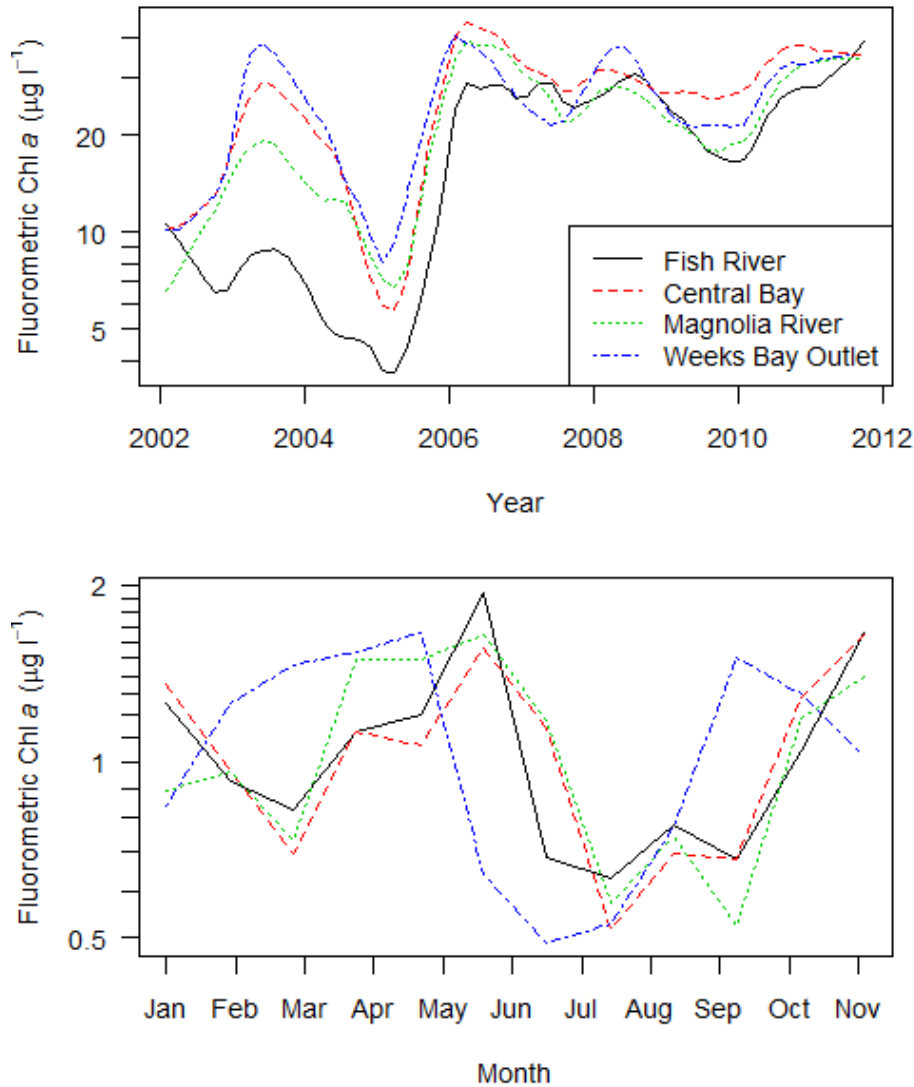 Fluorometric Chl a (µg l⁻¹)
20
10
5
Fish River
Central Bay
Magnolia River
Weeks Bay Outlet
2002 2004 2006 2008 2010 2012
Year
Fluorometric Chl a (µg l⁻¹)
2
1
0.5
Jan Feb Mar Apr May Jun Jul Aug Sep Oct Nov
Month